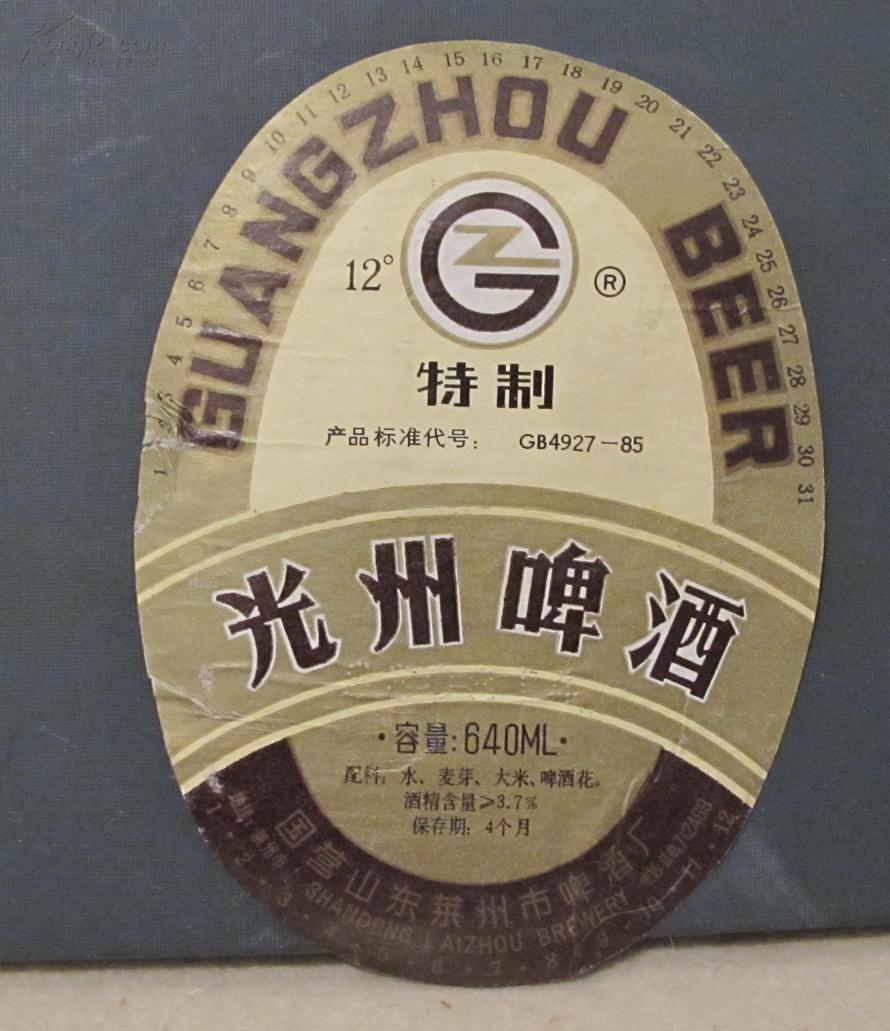 1 2 3 4 5 6 7 8 9 10 11 12 13 14 15 16 17 18 19 20 21 22 23 24 25 26 27 28 29 30 31
GUANGZHOU BEER
12° GZ ®
特制
产品标准代号： GB4927-85
光州啤酒
·容量:640ML·
配料：水、麦芽、大米、啤酒花。
酒精含量≥3.7%
保存期：4个月
国营山东莱州市啤酒厂
SHANDONG LAIZHOU BREWERY
1 · 2 · 3 · 5 · 6 · 7 · 8 · 9 · 10 · 11 · 12